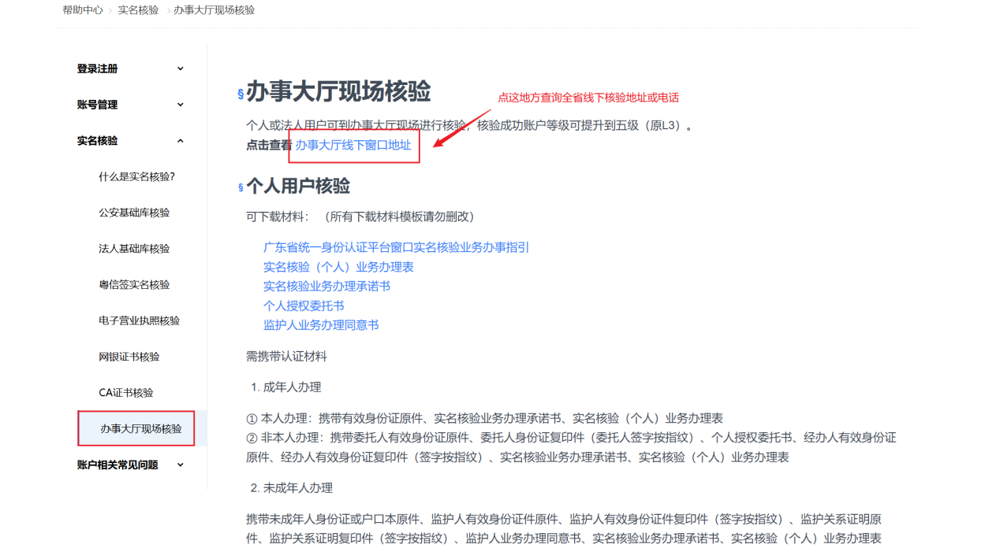 帮助中心 › 实名核验 › 办事大厅现场核验
登录注册
账号管理
实名核验
什么是实名核验?
公安基础库核验
法人基础库核验
粤信签实名核验
电子营业执照核验
网银证书核验
CA证书核验
办事大厅现场核验
账户相关常见问题
§办事大厅现场核验
点这地方查询全省线下核验地址或电话
个人或法人用户可到办事大厅现场进行核验，核验成功账户等级可提升到五级（原L3）。
点击查看 办事大厅线下窗口地址
§个人用户核验
可下载材料：（所有下载材料模板请勿删改）
广东省统一身份认证平台窗口实名核验业务办事指引
实名核验（个人）业务办理表
实名核验业务办理承诺书
个人授权委托书
监护人业务办理同意书
需携带认证材料
1. 成年人办理
① 本人办理：携带有效身份证原件、实名核验业务办理承诺书、实名核验（个人）业务办理表
② 非本人办理：携带委托人有效身份证原件、委托人身份证复印件（委托人签字按指纹）、个人授权委托书、经办人有效身份证
原件、经办人有效身份证复印件（签字按指纹）、实名核验业务办理承诺书、实名核验（个人）业务办理表
2. 未成年人办理
携带未成年人身份证或户口本原件、监护人有效身份证件原件、监护人有效身份证件复印件（签字按指纹）、监护关系证明原
件、监护关系证明复印件（签字按指纹）、监护人业务办理同意书、实名核验业务办理承诺书、实名核验（个人）业务办理表